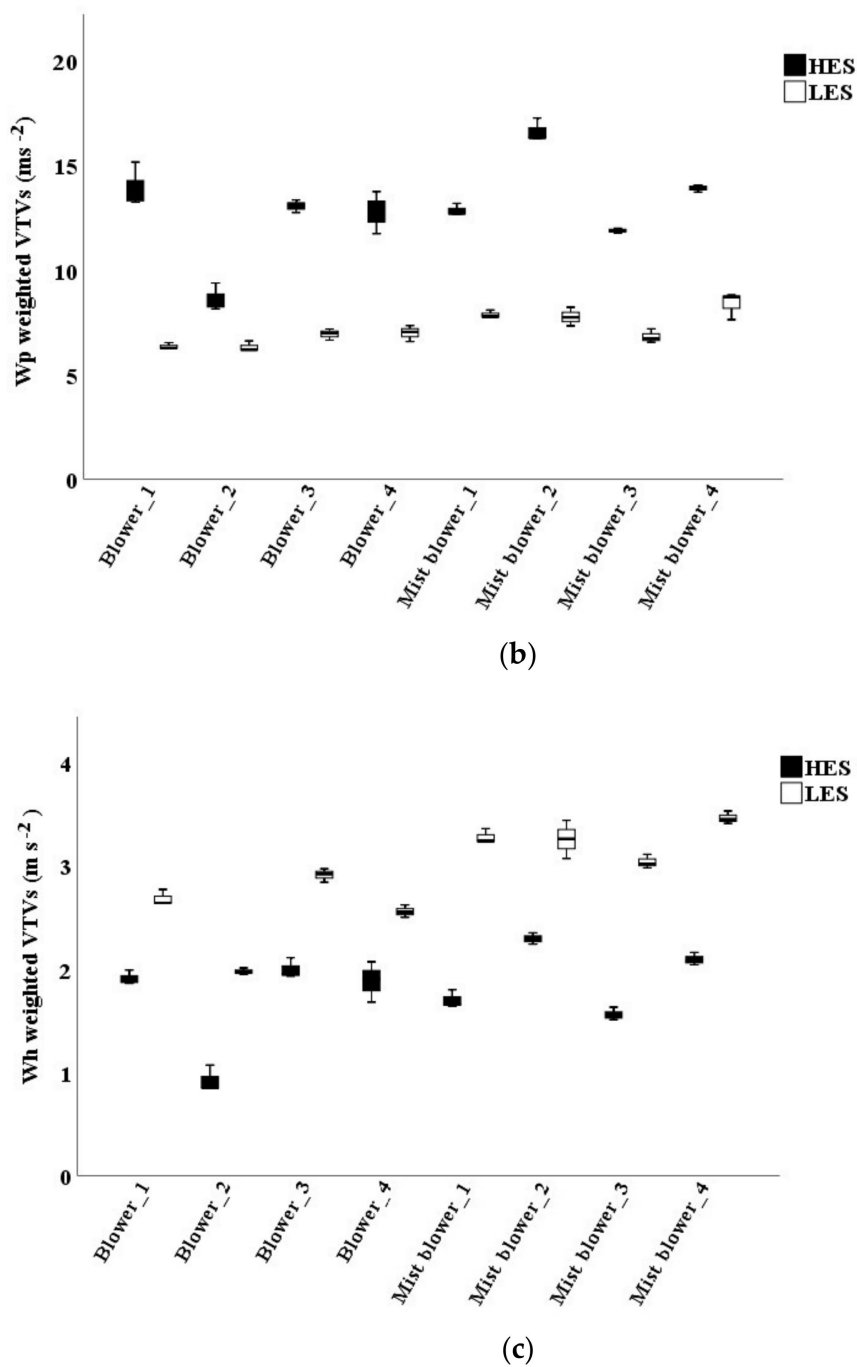 20
15
10
5
0
Wp weighted VTVs (ms⁻²)
HES
LES
Blower_1
Blower_2
Blower_3
Blower_4
Mist blower_1
Mist blower_2
Mist blower_3
Mist blower_4
(b)
4
3
2
1
0
Wh weighted VTVs (m s⁻²)
HES
LES
Blower_1
Blower_2
Blower_3
Blower_4
Mist blower_1
Mist blower_2
Mist blower_3
Mist blower_4
(c)